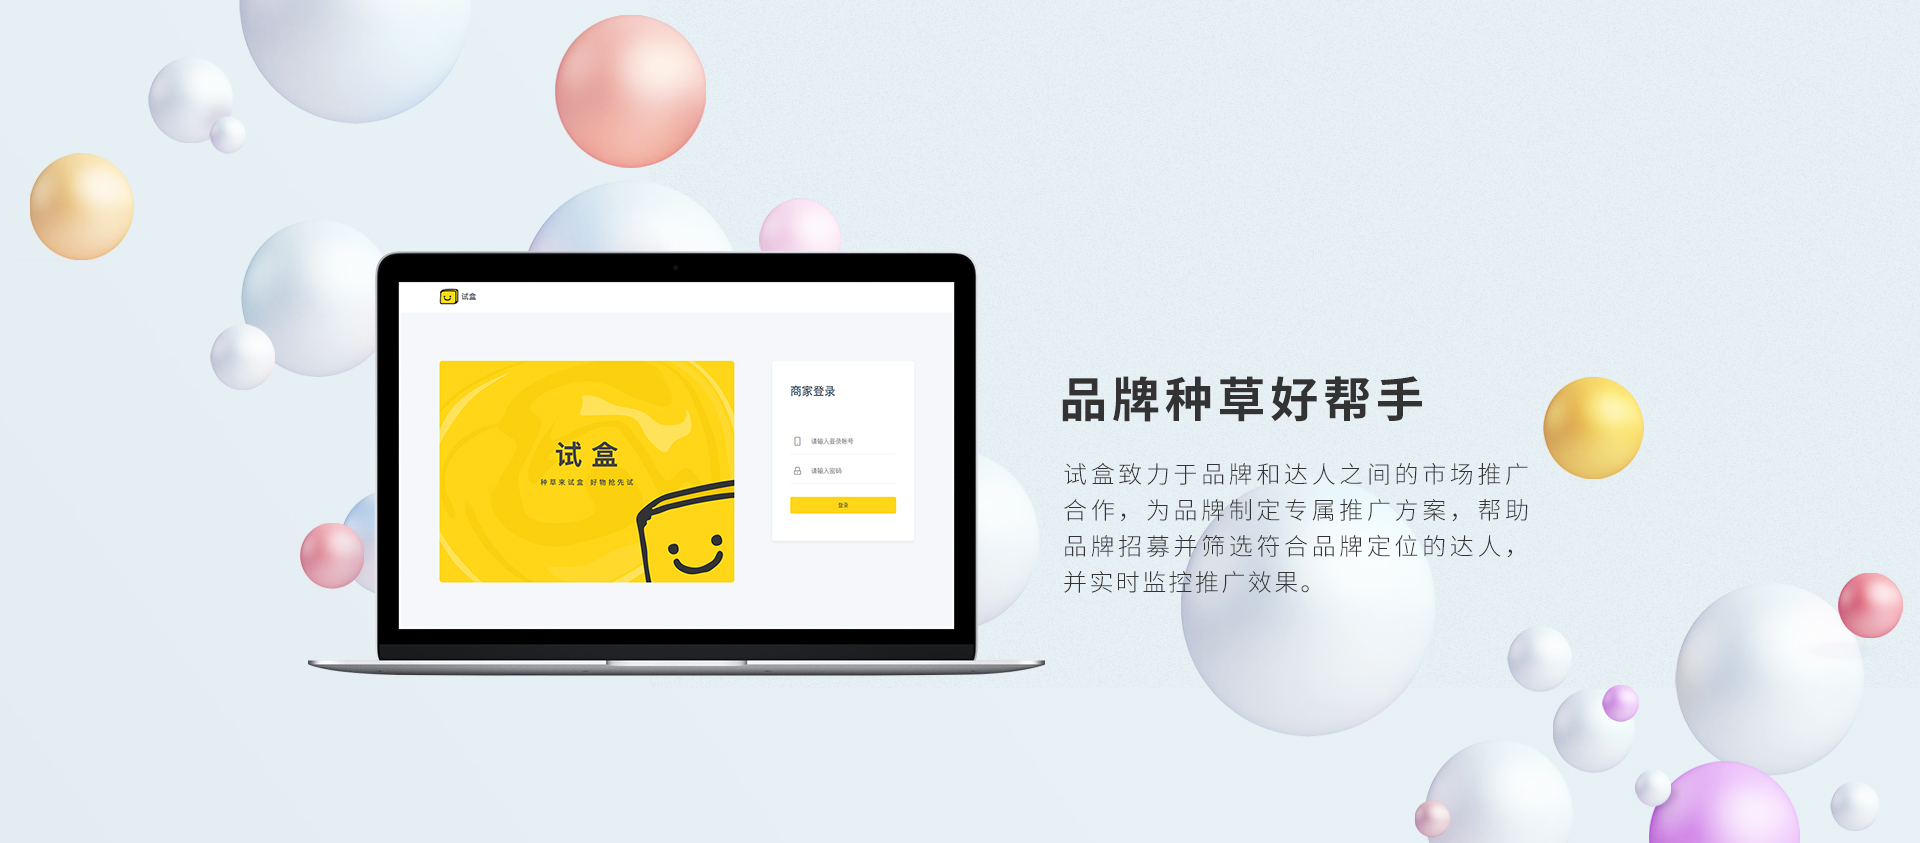 试盒
商家登录
请输入登录帐号
试盒
种草来试盒 好物抢先试
请输入密码
登录
品牌种草好帮手
试盒致力于品牌和达人之间的市场推广
合作，为品牌制定专属推广方案，帮助
品牌招募并筛选符合品牌定位的达人，
并实时监控推广效果。